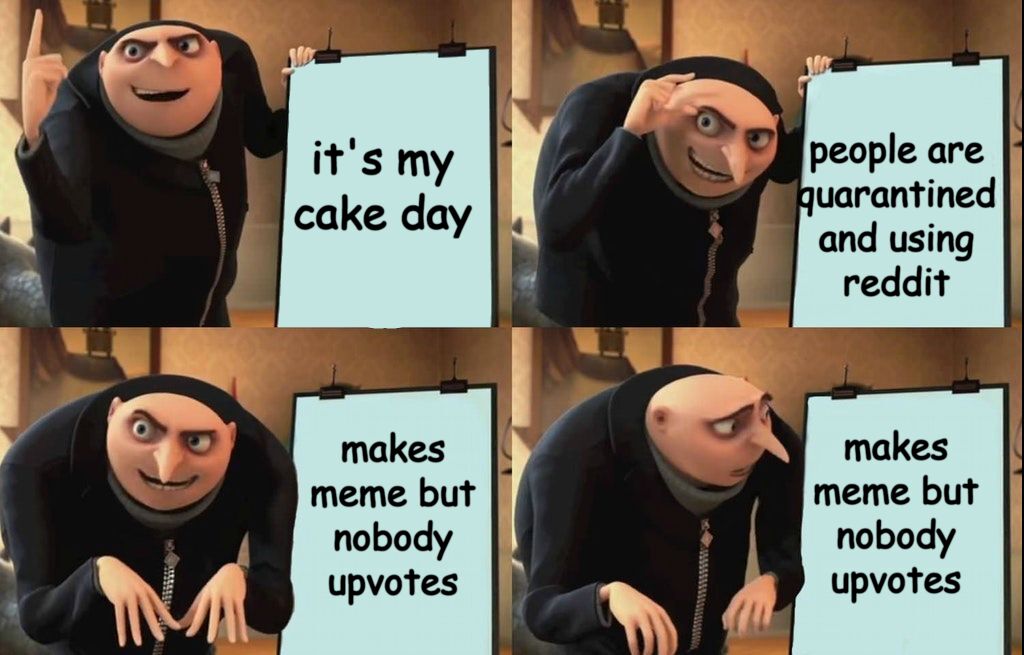 it's my
cake day
people are
quarantined
and using
reddit
makes
meme but
nobody
upvotes
makes
meme but
nobody
upvotes